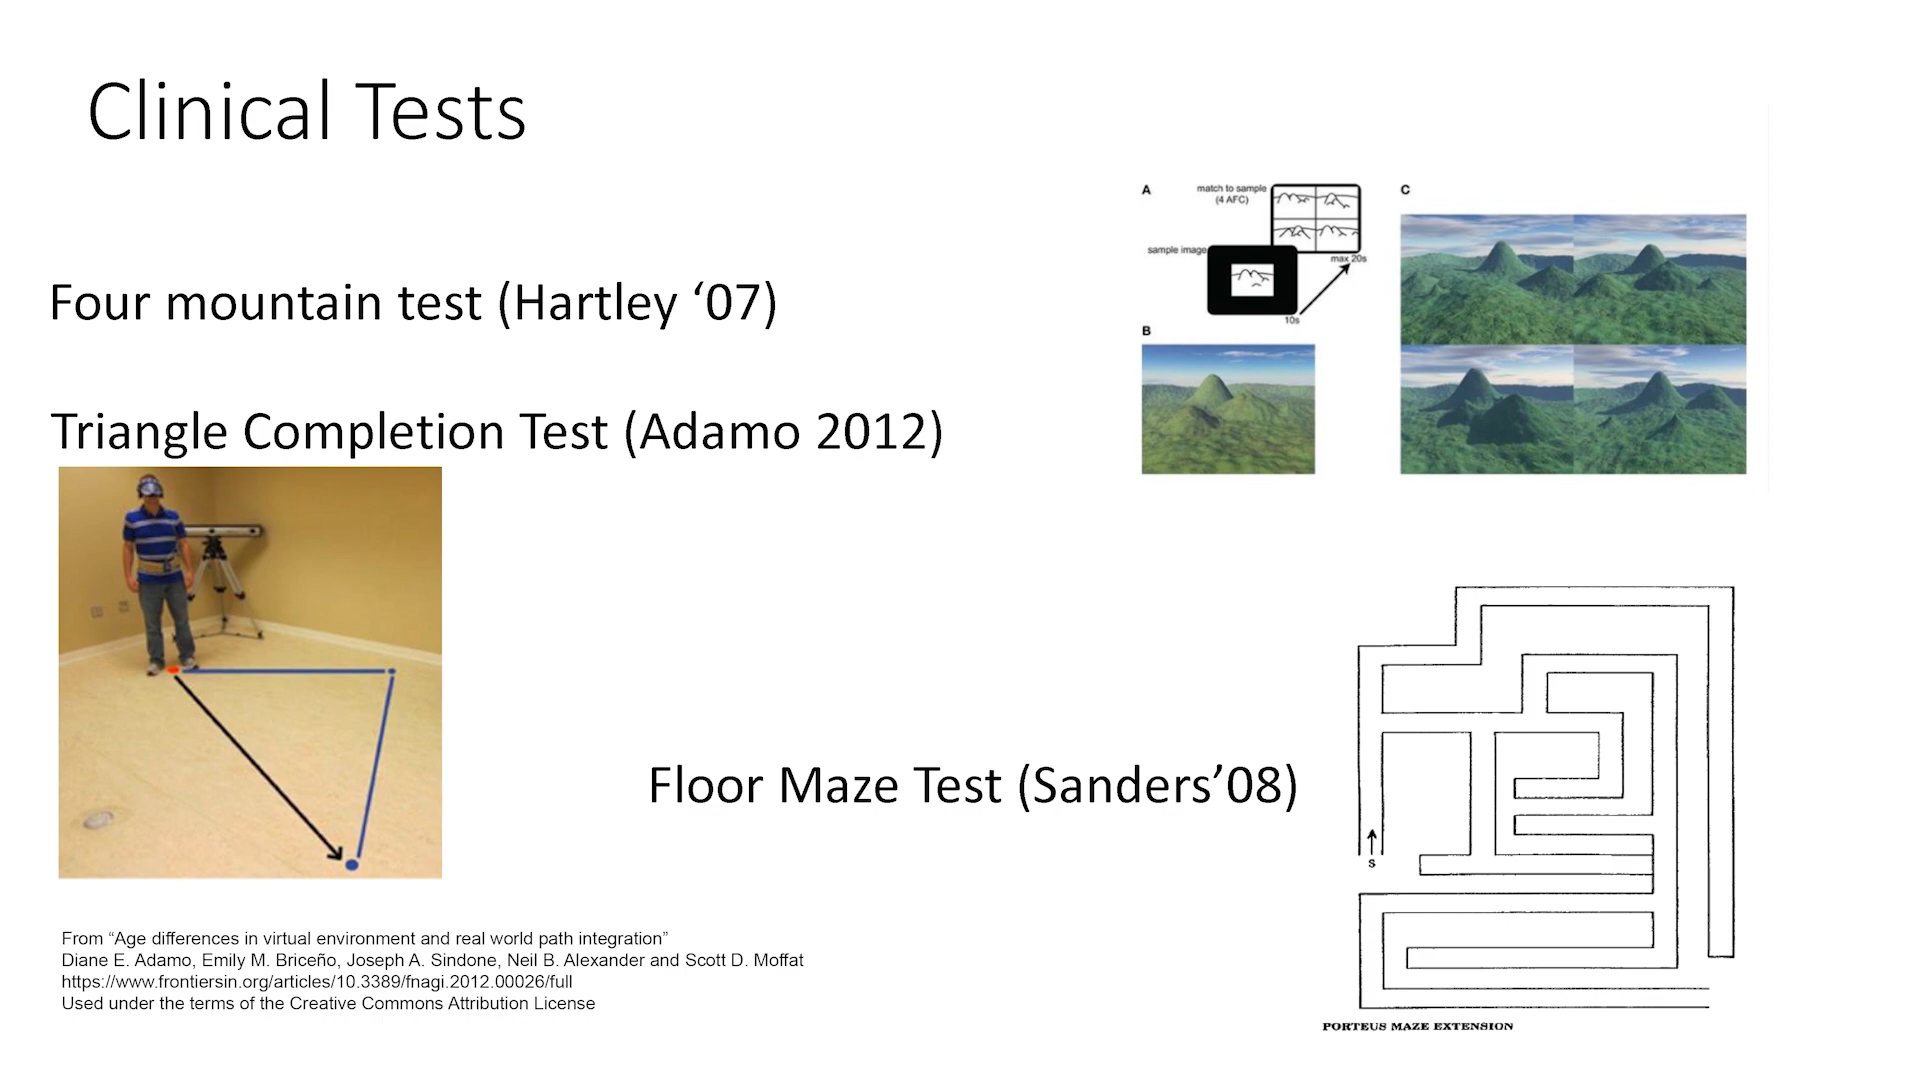 Clinical Tests
Four mountain test (Hartley ‘07)
Triangle Completion Test (Adamo 2012)
A
match to sample
(4 AFC)
sample image
max 20s
10s
B
C
Floor Maze Test (Sanders’08)
S
PORTEUS MAZE EXTENSION
From “Age differences in virtual environment and real world path integration”
Diane E. Adamo, Emily M. Briceño, Joseph A. Sindone, Neil B. Alexander and Scott D. Moffat
https://www.frontiersin.org/articles/10.3389/fnagi.2012.00026/full
Used under the terms of the Creative Commons Attribution License